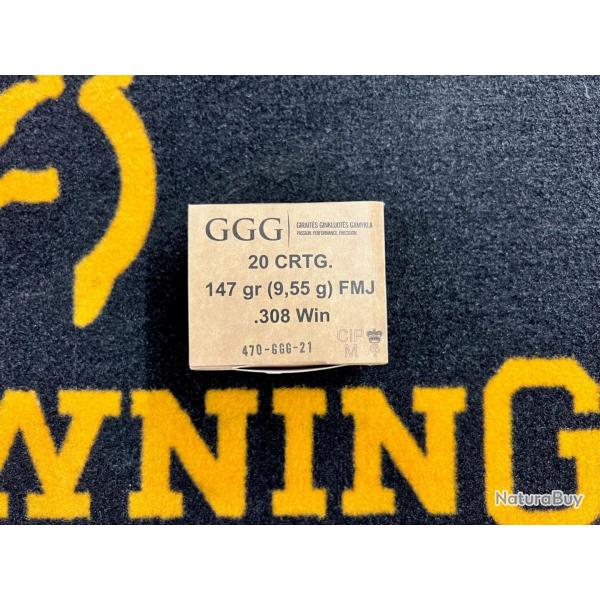 GGG
GIRAITĖS GINKLUOTĖS GAMYKLA
PASSION. PERFORMANCE. PRECISION.
20 CRTG.
147 gr (9,55 g) FMJ
.308 Win
CIP
M
470-GGG-21
WNING
NaturaBuy